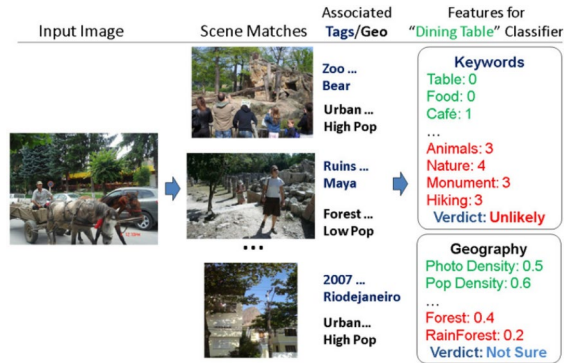 Input Image
Scene Matches
Associated
Tags/Geo
Features for
“Dining Table” Classifier
Zoo ...
Bear
Urban ...
High Pop
Ruins ...
Maya
Forest ...
Low Pop
...
2007 ...
Riodejaneiro
Urban...
High Pop
Keywords
Table: 0
Food: 0
Café: 1
...
Animals: 3
Nature: 4
Monument: 3
Hiking: 3
Verdict: Unlikely
Geography
Photo Density: 0.5
Pop Density: 0.6
...
Forest: 0.4
RainForest: 0.2
Verdict: Not Sure